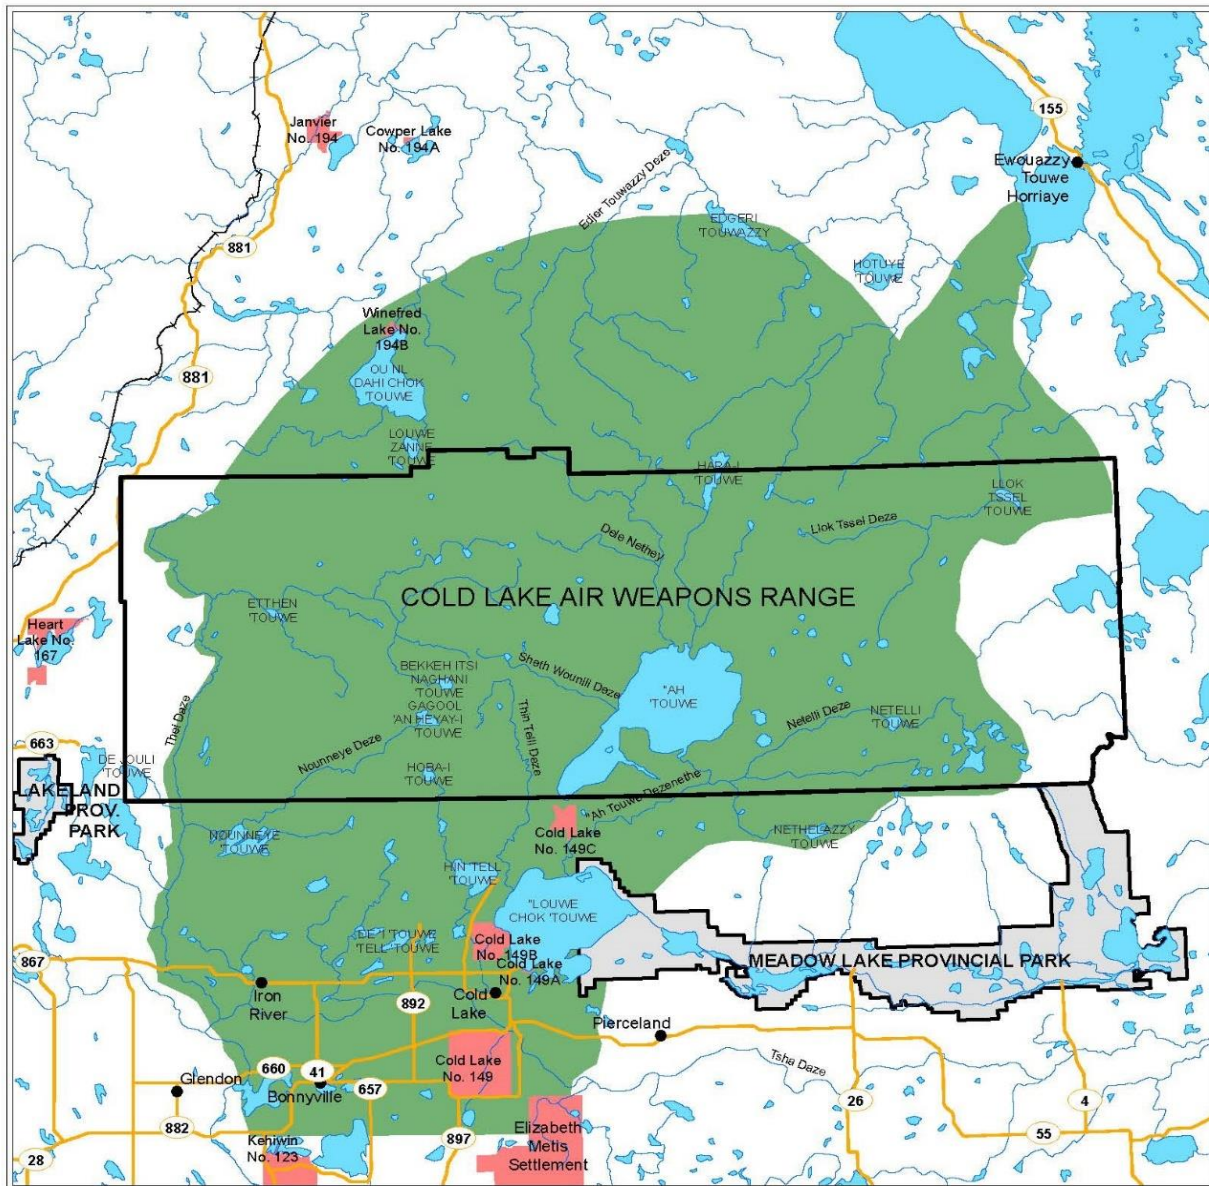 155
Janvier
No. 194
Cowper Lake
No. 194A
Ewouazzy
Touwe
Horriaye
Edjer Touwazzy Deze
EDGERI
'TOUWAZZY
881
HOTUYE
'TOUWE
Winefred
Lake No.
194B
881
OU NL
DAHI CHOK
'TOUWE
LOUWE
ZANNE
'TOUWE
HARA-I
'TOUWE
LLOK
TSSEL
'TOUWE
Dele Nethey
Llok Tssel Deze
COLD LAKE AIR WEAPONS RANGE
ETTHEN
'TOUWE
Heart
Lake No.
167
BEKKEH ITSI
NAGHANI
'TOUWE
GAGOOL
'AN HEYAY-I
'TOUWE
Sheth Wounili Deze
"AH
'TOUWE
Thei Daze
Nounneye Deze
Thin Telli Deze
Netelli Deze
NETELLI
'TOUWE
663
DE JOULI
'TOUWE
HOBA-I
'TOUWE
LAKELAND
PROV.
PARK
"Ah Touwe Dezenethe
NOUNNEYE
'TOUWE
Cold Lake
No. 149C
NETHELAZZY
'TOUWE
HIN TELL
'TOUWE
"LOUWE
CHOK 'TOUWE
DE 'I 'TOUWE
'TELL 'TOUWE
Cold Lake
No. 149B
Cold Lake
No. 149A
867
MEADOW LAKE PROVINCIAL PARK
Iron
River
892
Cold
Lake
Pierceland
660
41
Bonnyville
657
Cold Lake
No. 149
Tsha Daze
Glendon
26
4
882
Kehiwin
No. 123
897
Elizabeth
Metis
Settlement
55
28